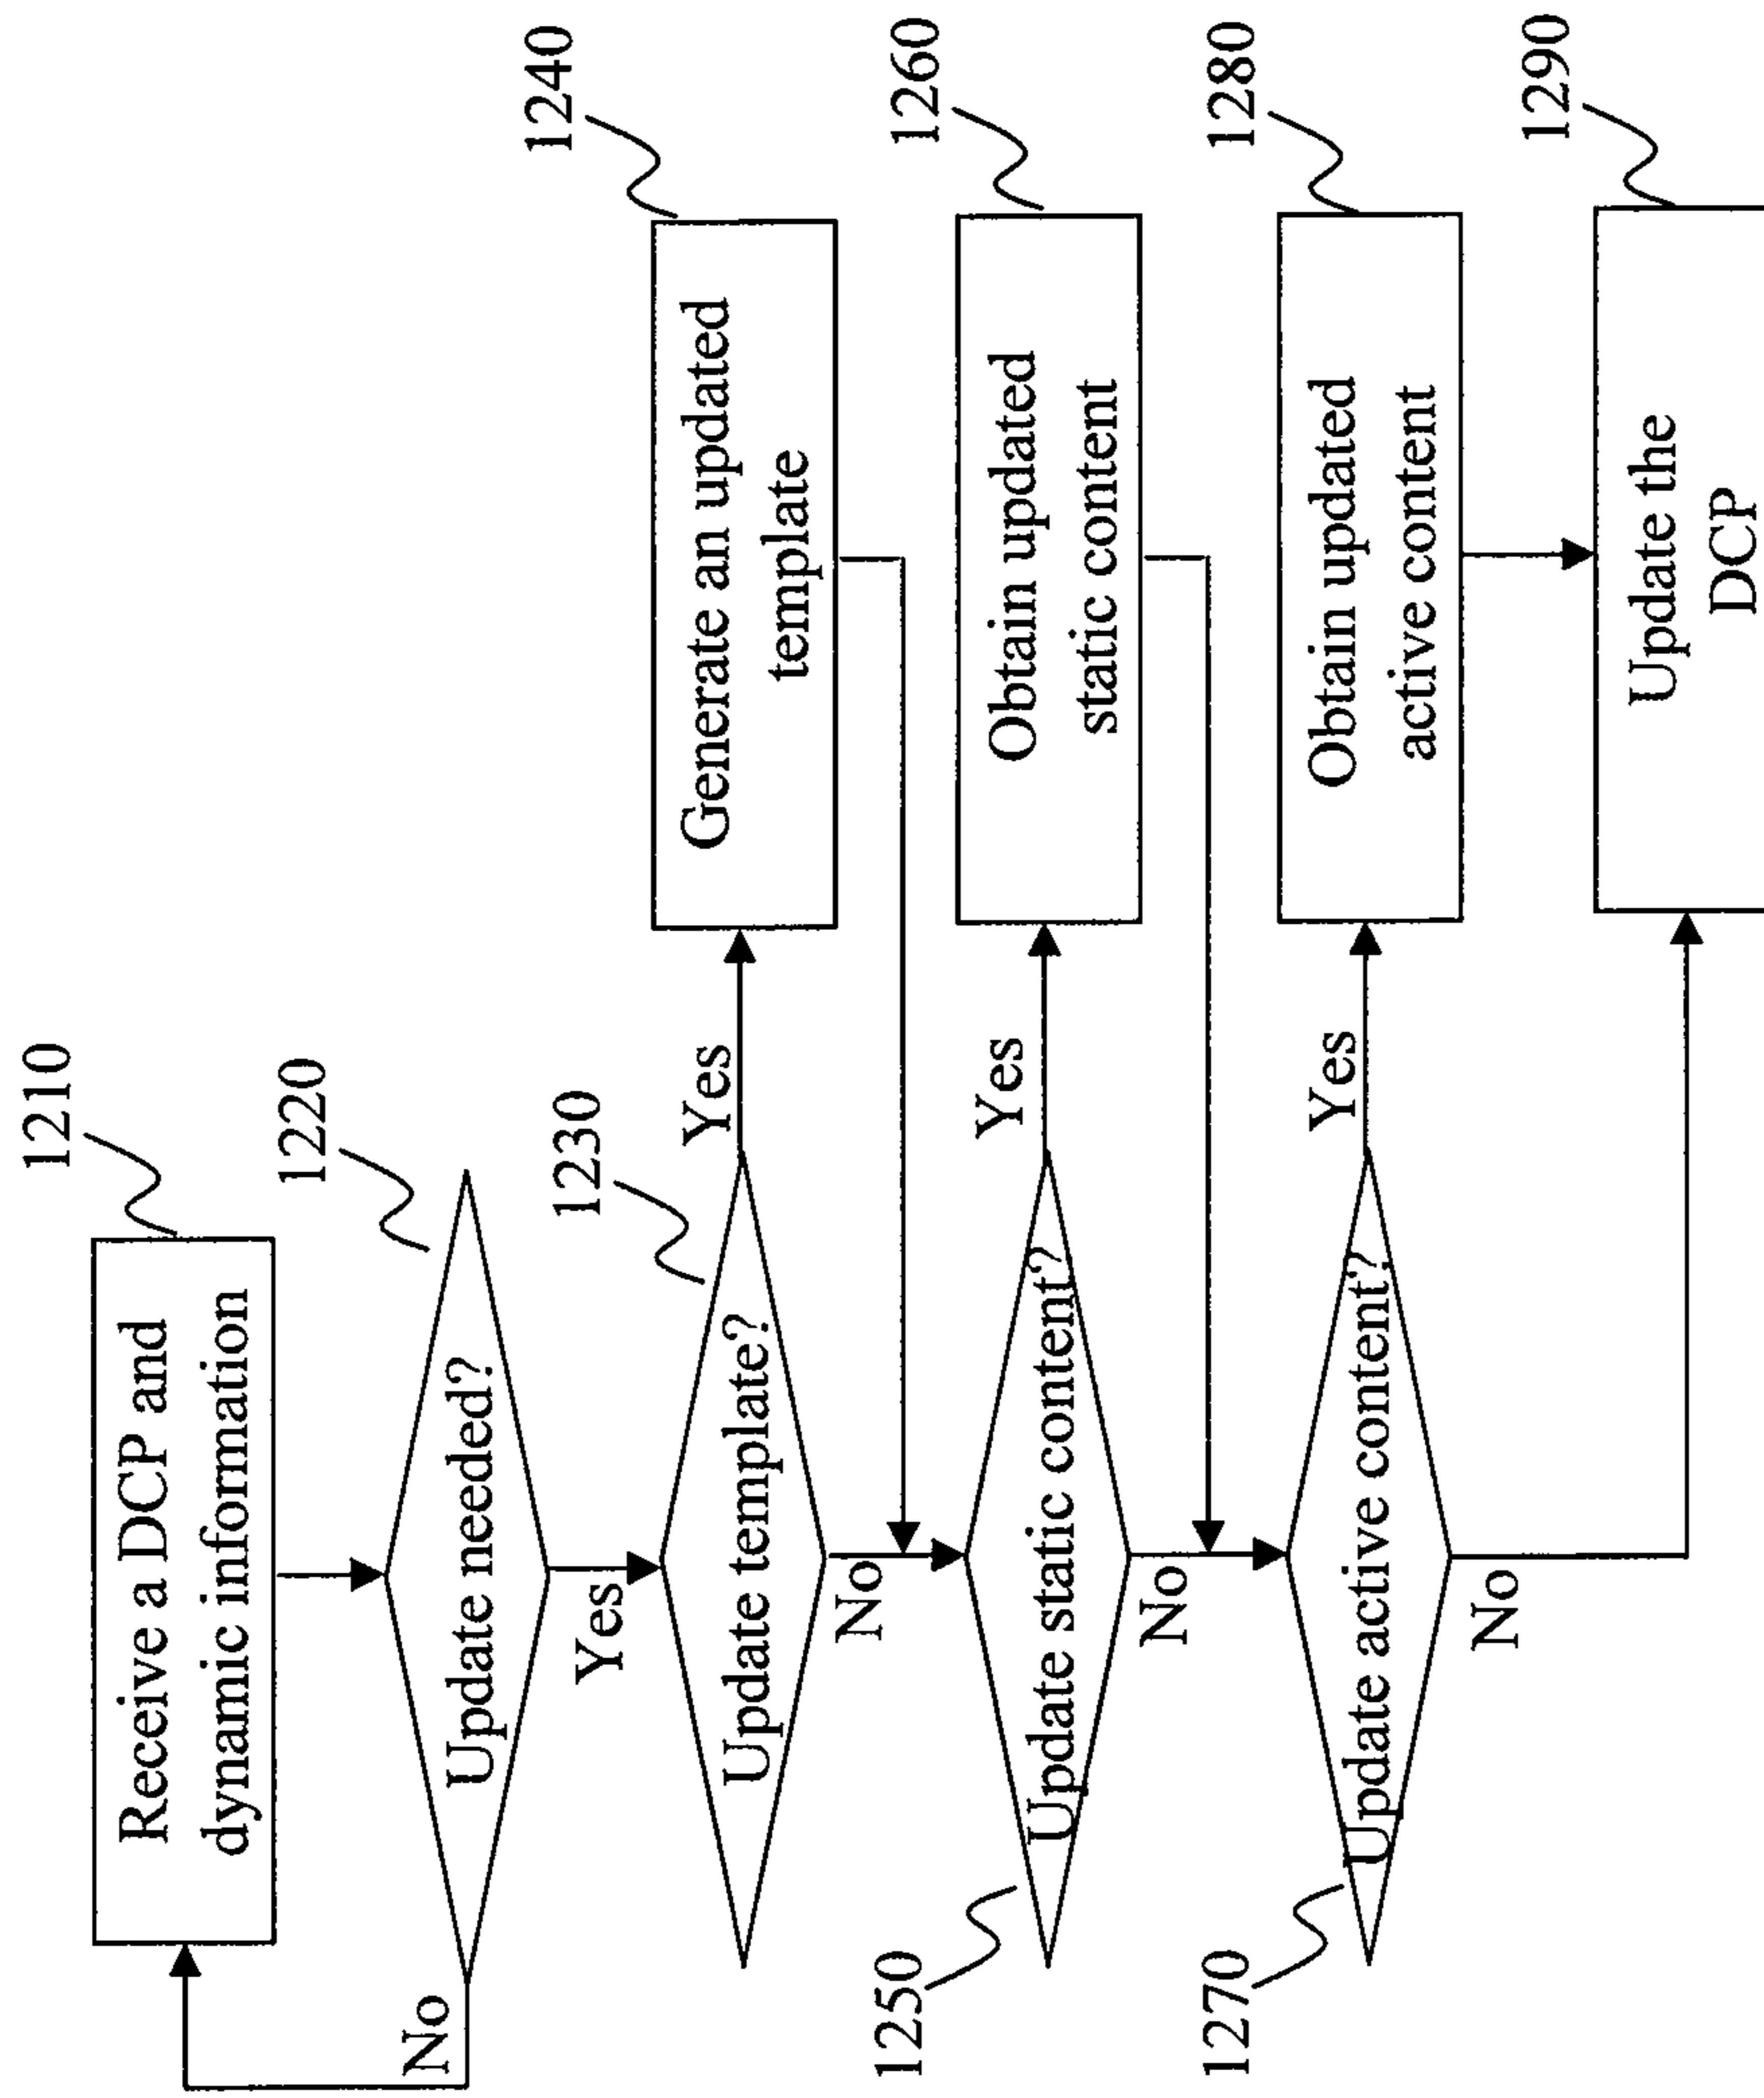 1210
Receive a DCP and
dynamic information
1220
No
Update needed?
Yes
1230
Update template?
Yes
1240
Generate an updated
template
No
1250
Update static content?
Yes
1260
Obtain updated
static content
No
1270
Update active content?
Yes
1280
Obtain updated
active content
No
1290
Update the
DCP